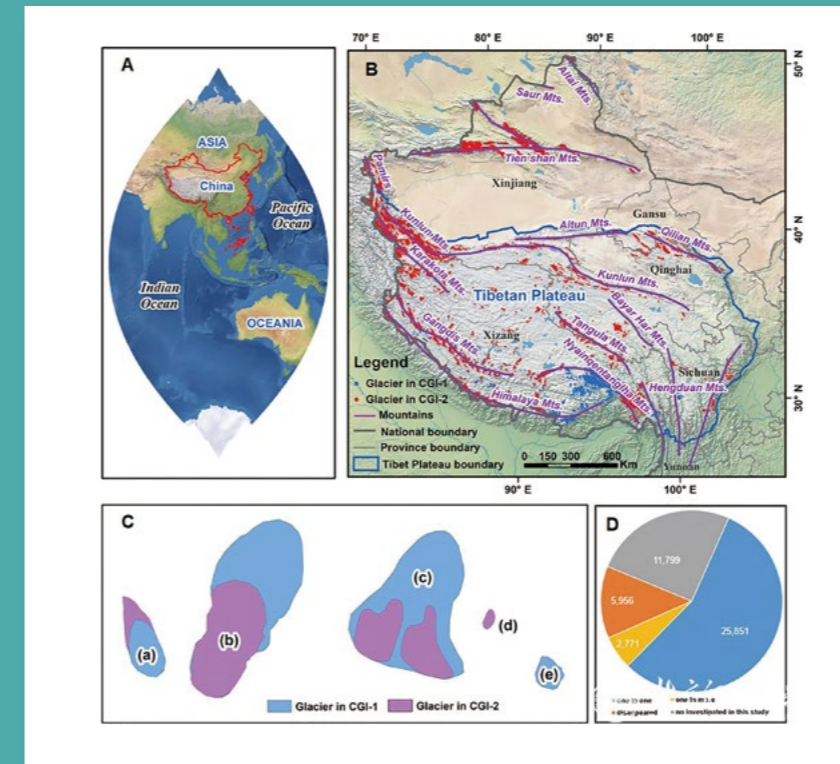 A
ASIA
China
Pacific
Ocean
Indian
Ocean
OCEANIA
70° E
80° E
90° E
100° E
B
50° N
40° N
30° N
90° E
100° E
Altai Mts.
Saur Mts.
Tien shan Mts.
Pamirs
Xinjiang
Gansu
Kunlun Mts.
Altun Mts.
Qilian Mts.
Karakota Mts.
Qinghai
Kunlun Mts.
Tibetan Plateau
Bayar Har Mts.
Gangdis Mts.
Tangula Mts.
Xizang
Nyainqentanglha Mts.
Sichuan
Hengduan Mts.
Himalaya Mts.
Yunnan
Legend
Glacier in CGI-1
Glacier in CGI-2
Mountains
National boundary
Province boundary
Tibet Plateau boundary
0 150 300 600
Km
C
(a)
(b)
(c)
(d)
(e)
Glacier in CGI-1
Glacier in CGI-2
D
11,799
5,956
2,771
25,851
disappeared
no investigated in this study